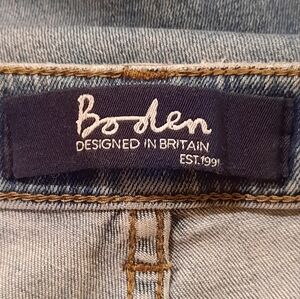 Boden
DESIGNED IN BRITAIN
EST.1991